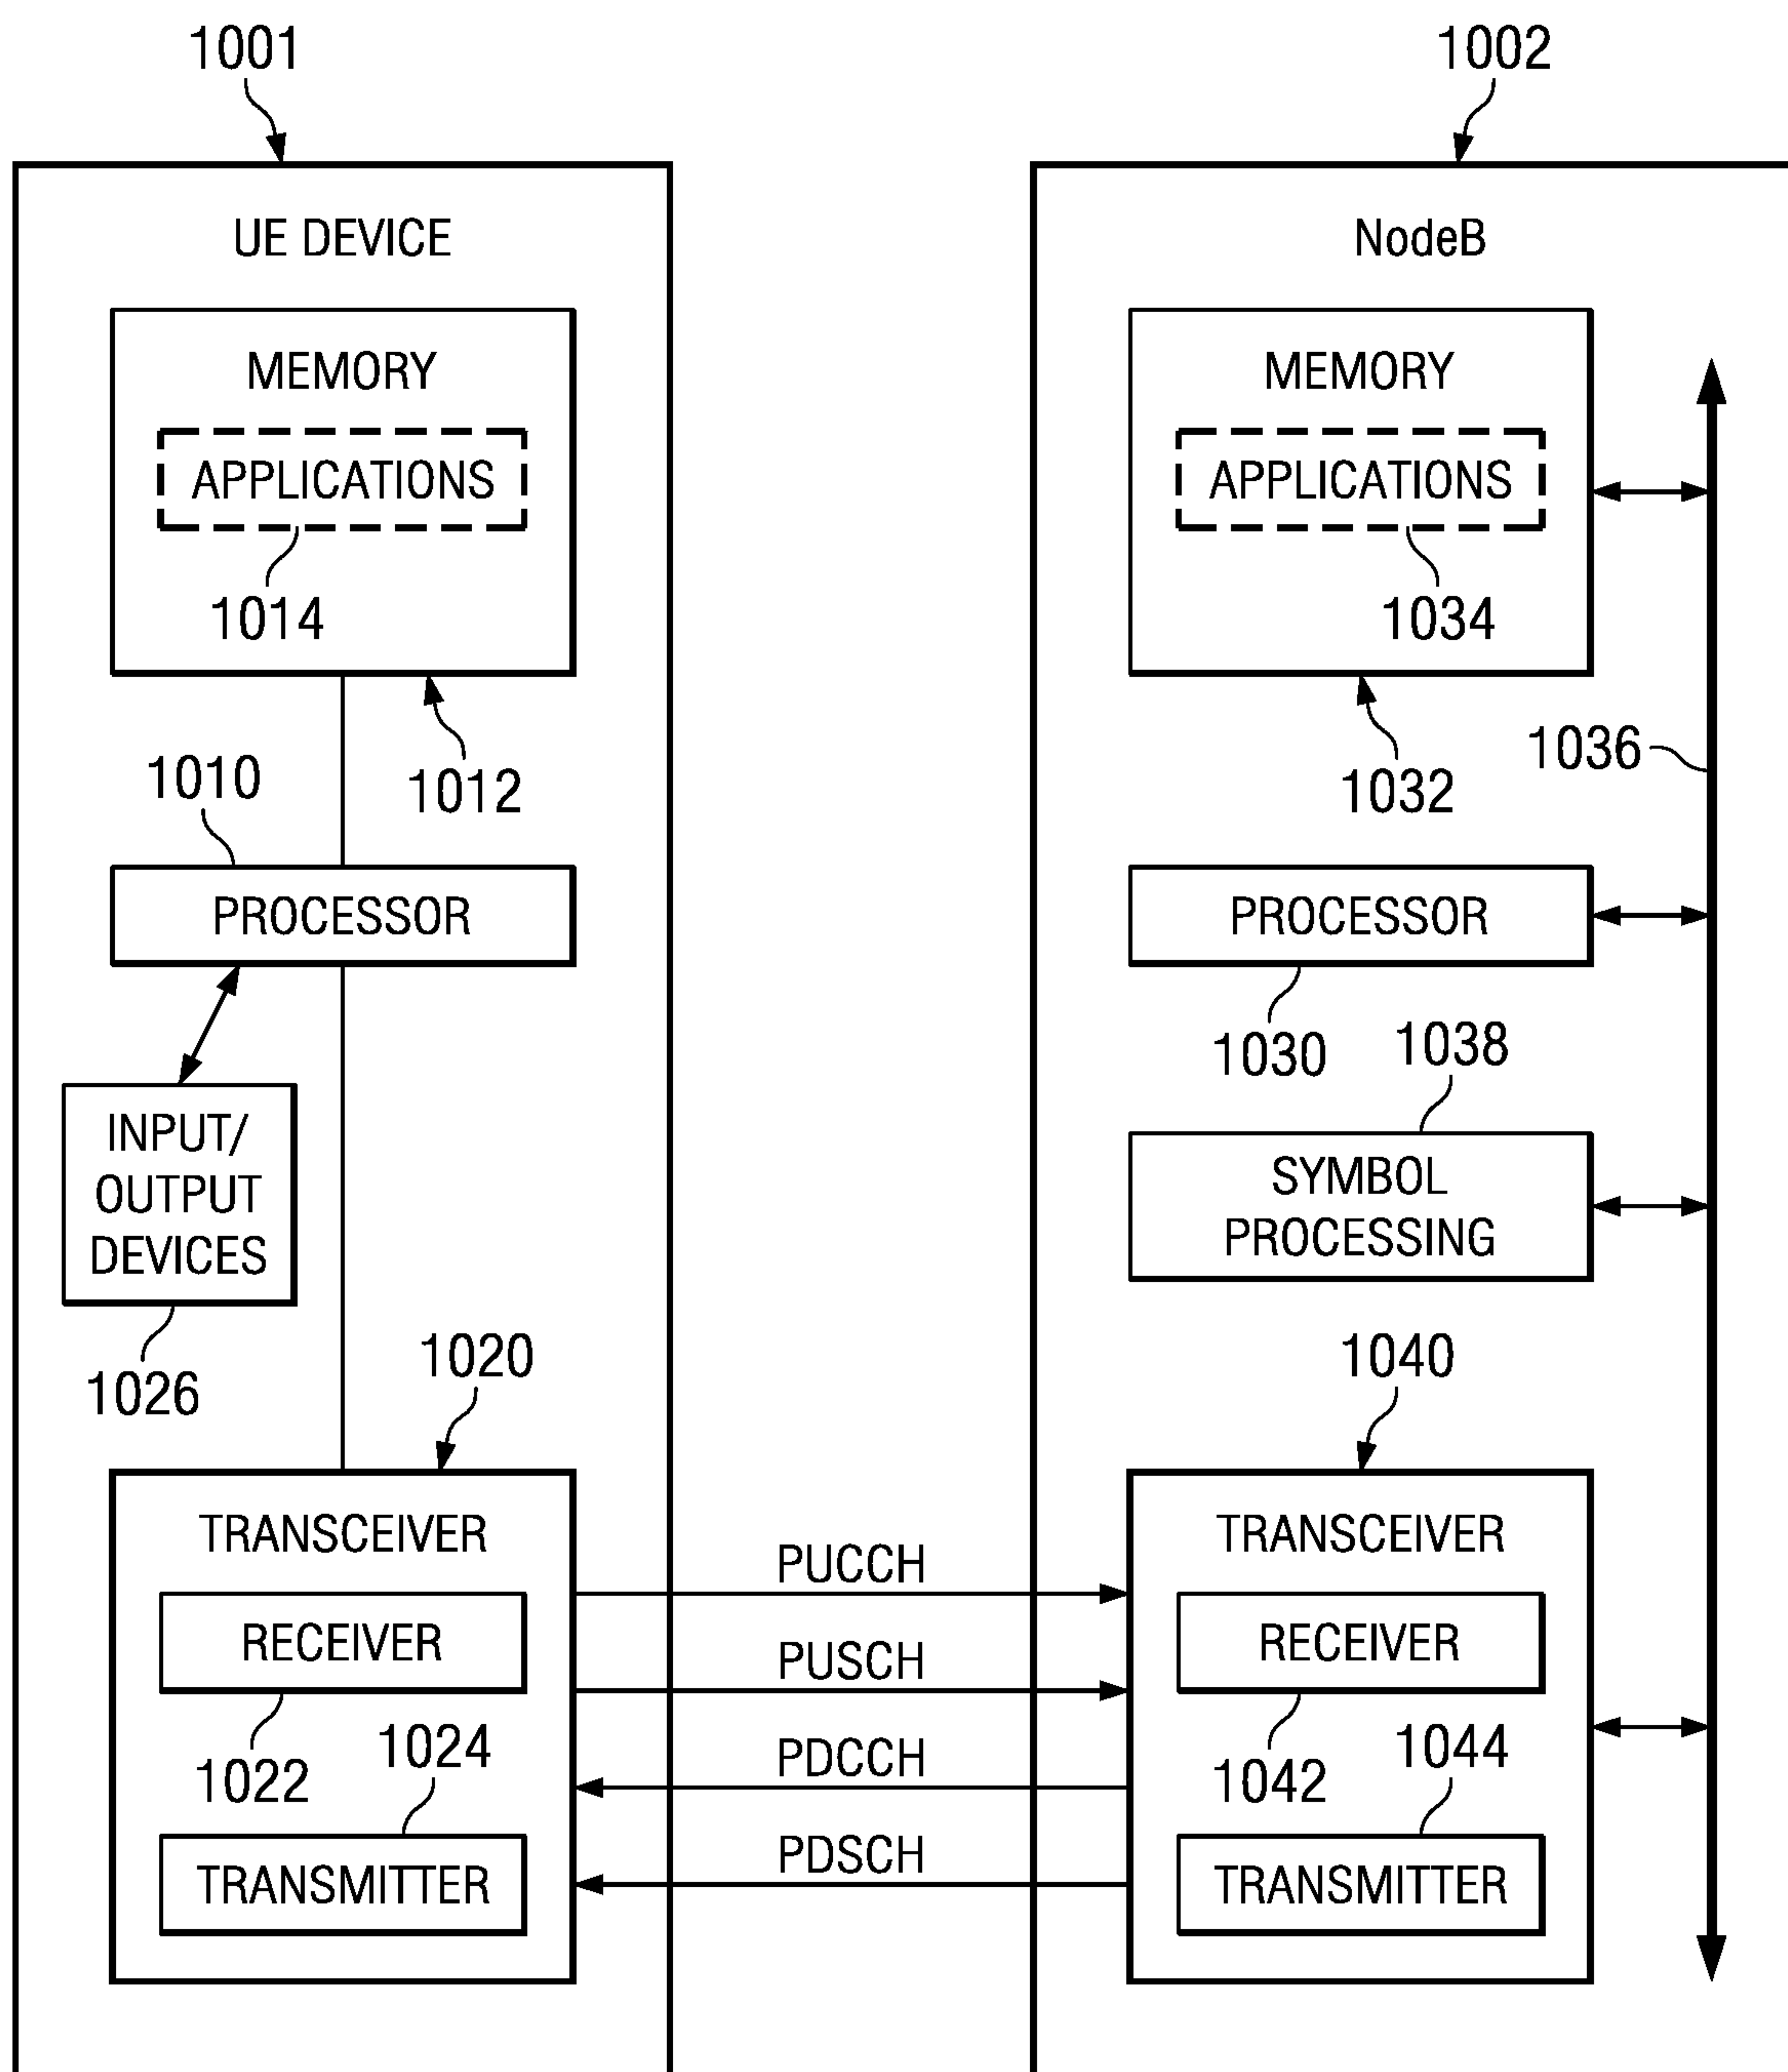 1001
1002
UE DEVICE
MEMORY
APPLICATIONS
1014
1012
1010
PROCESSOR
INPUT/
OUTPUT
DEVICES
1026
1020
TRANSCEIVER
RECEIVER
1022
1024
TRANSMITTER
PUCCH
PUSCH
PDCCH
PDSCH
NodeB
MEMORY
APPLICATIONS
1034
1032
1036
PROCESSOR
1030
1038
SYMBOL
PROCESSING
1040
TRANSCEIVER
RECEIVER
1042
1044
TRANSMITTER